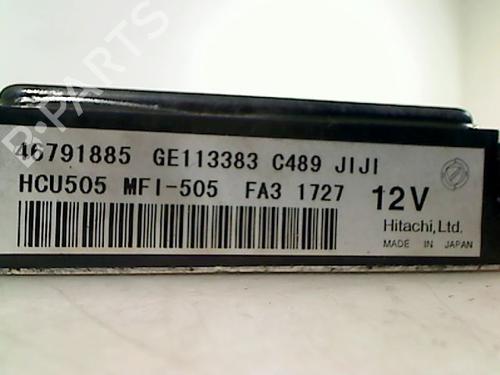 B-PARTS
46791885 GE113383 C489 JIJI
HCU505 MFI-505 FA3 1727 12V
Hitachi, Ltd.
MADE IN JAPAN